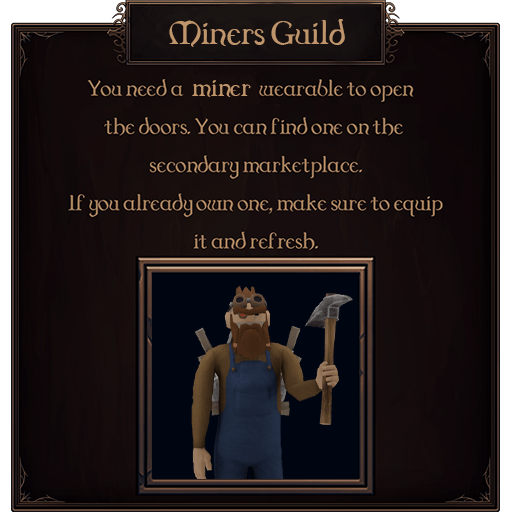 Miners Guild
You need a miner wearable to open
the doors. You can find one on the
secondary marketplace.
If you already own one, make sure to equip
it and refresh.